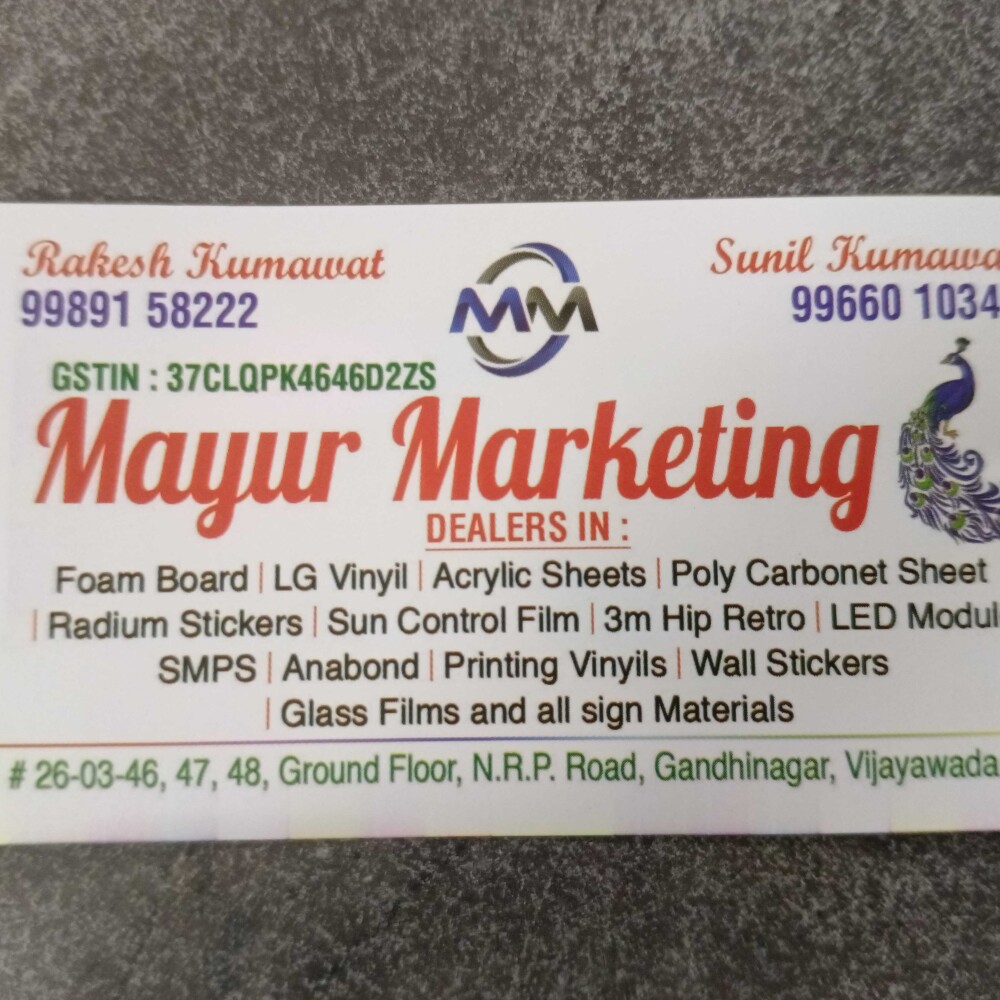 Rakesh Kumawat
99891 58222
MM
Sunil Kumawa
99660 1034
GSTIN : 37CLQPK4646D2ZS
Mayur Marketing
DEALERS IN :
Foam Board | LG Vinyil | Acrylic Sheets | Poly Carbonet Sheet
| Radium Stickers | Sun Control Film | 3m Hip Retro | LED Modul
SMPS | Anabond | Printing Vinyils | Wall Stickers
| Glass Films and all sign Materials
# 26-03-46, 47, 48, Ground Floor, N.R.P. Road, Gandhinagar, Vijayawada